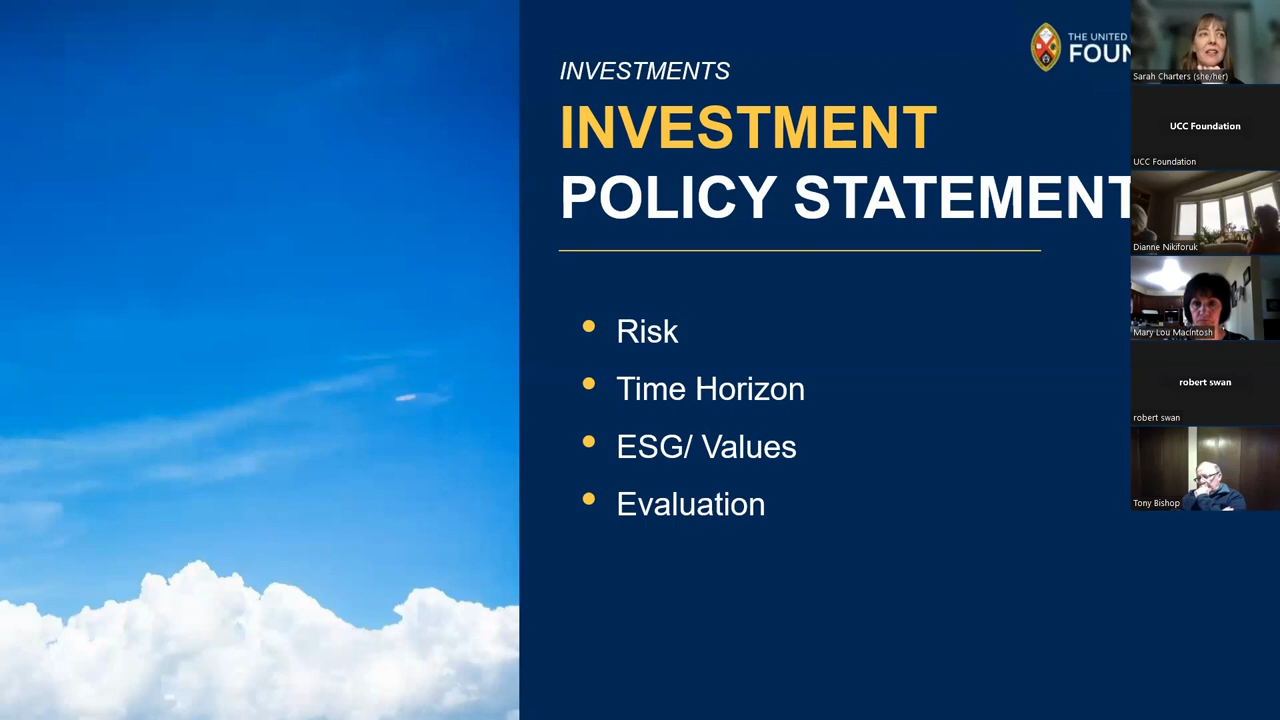 INVESTMENTS
INVESTMENT
POLICY STATEMENT
Risk
Time Horizon
ESG/ Values
Evaluation
THE UNITED
FOUN
Sarah Charters (she/her)
UCC Foundation
UCC Foundation
Dianne Nikiforuk
Mary Lou MacIntosh
robert swan
robert swan
Tony Bishop